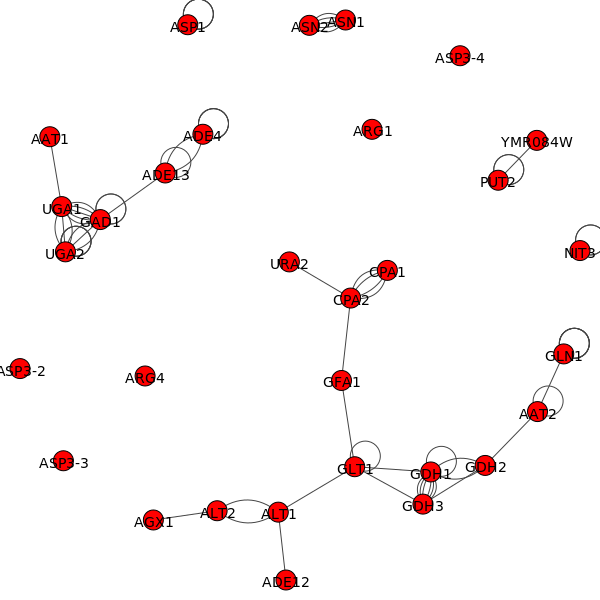 ASP1
ASN2
ASN1
ASP3-4
ARG1
AAT1
ADE4
YMR084W
ADE13
PUT2
UGA1
GAD1
UGA2
NIT3
URA2
CPA1
CPA2
GLN1
ASP3-2
ARG4
GFA1
AAT2
ASP3-3
GLT1
GDH1
GDH2
GDH3
AGX1
ALT2
ALT1
ADE12